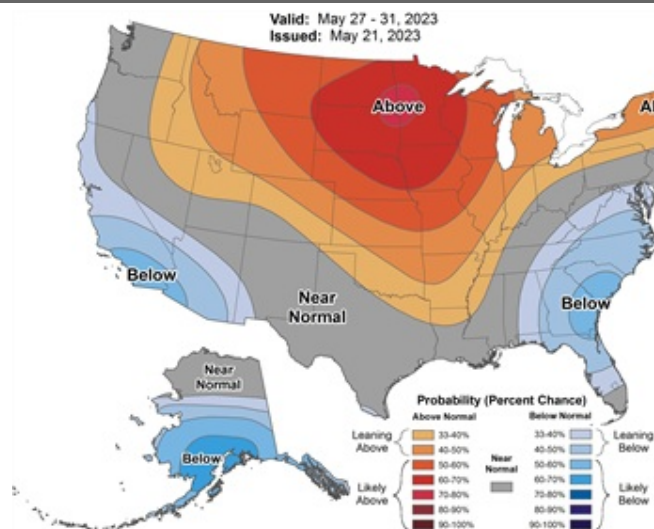 Valid: May 27 - 31, 2023
Issued: May 21, 2023
Above
Below
Near
Normal
Below
Near
Normal
Below
Probability (Percent Chance)
Above Normal
Below Normal
Leaning
Above
33-40%
40-50%
Likely
Above
50-60%
60-70%
70-80%
80-90%
90-100%
Near
Normal
33-40%
40-50%
50-60%
60-70%
70-80%
80-90%
90-100%
Leaning
Below
Likely
Below